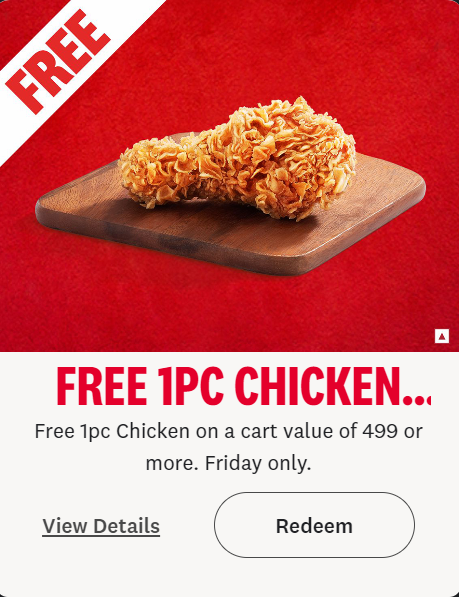 FREE
FREE 1PC CHICKEN...
Free 1pc Chicken on a cart value of 499 or
more. Friday only.
View Details
Redeem